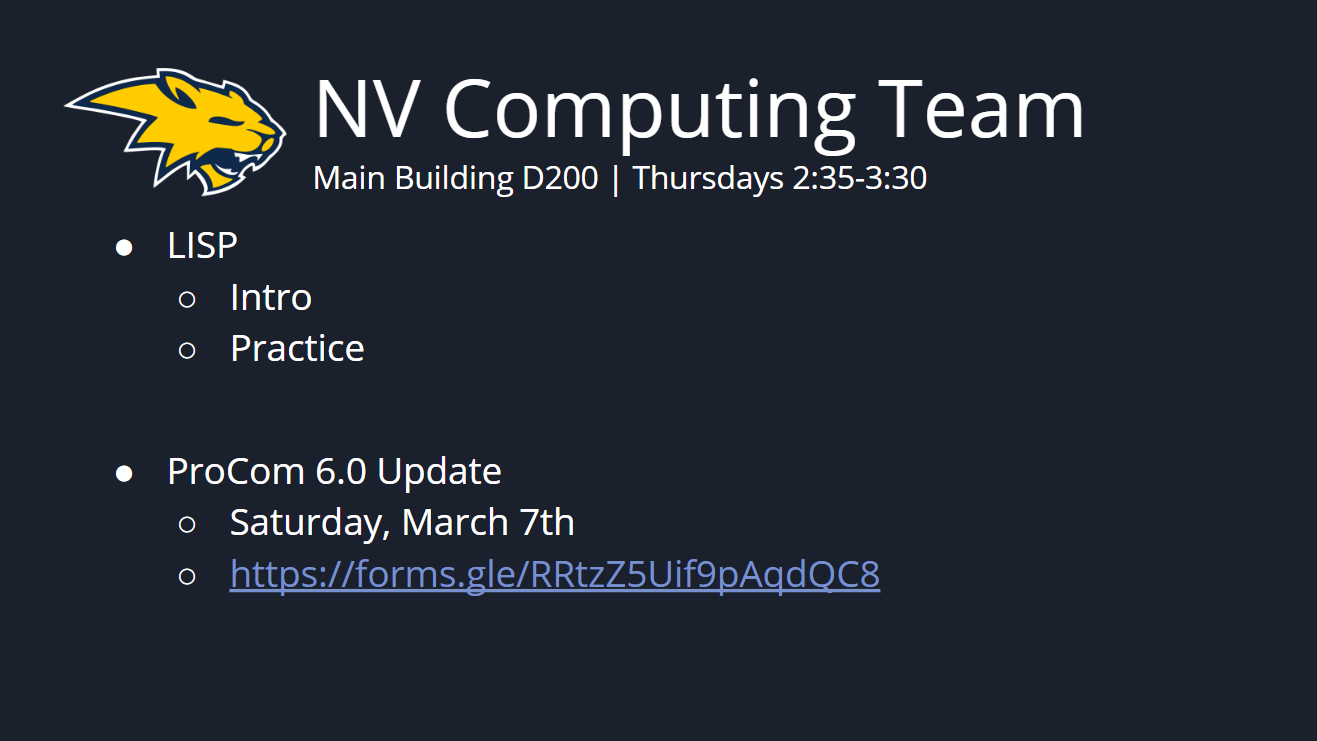 NV Computing Team
Main Building D200 | Thursdays 2:35-3:30
● LISP
○ Intro
○ Practice
● ProCom 6.0 Update
○ Saturday, March 7th
○ https://forms.gle/RRtzZ5Uif9pAqdQC8